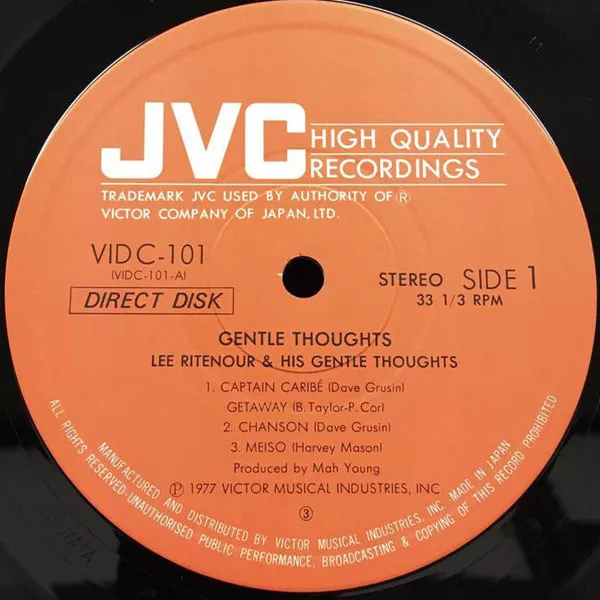 JVC HIGH QUALITY
RECORDINGS
TRADEMARK JVC USED BY AUTHORITY OF ®
VICTOR COMPANY OF JAPAN, LTD.
VIDC-101
(VIDC-101-A)
DIRECT DISK
STEREO SIDE 1
33 1/3 RPM
GENTLE THOUGHTS
LEE RITENOUR & HIS GENTLE THOUGHTS
1. CAPTAIN CARIBÉ (Dave Grusin)
GETAWAY (B. Taylor-P. Cor)
2. CHANSON (Dave Grusin)
3. MEISO (Harvey Mason)
Produced by Mah Young
℗ 1977 VICTOR MUSICAL INDUSTRIES, INC
③
MANUFACTURED AND DISTRIBUTED BY VICTOR MUSICAL INDUSTRIES, INC. MADE IN JAPAN
ALL RIGHTS RESERVED·UNAUTHORISED PUBLIC PERFORMANCE, BROADCASTING & COPYING OF THIS RECORD PROHIBITED